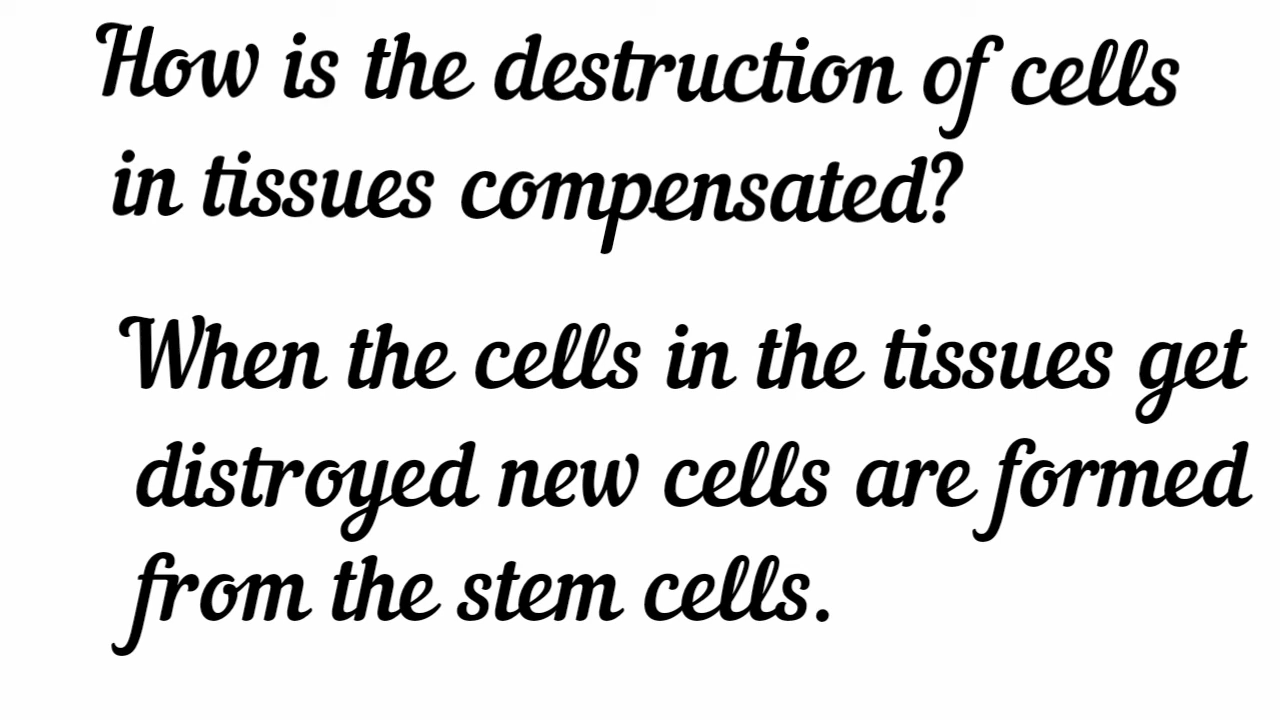 How is the destruction of cells
in tissues compensated?
When the cells in the tissues get
distroyed new cells are formed
from the stem cells.